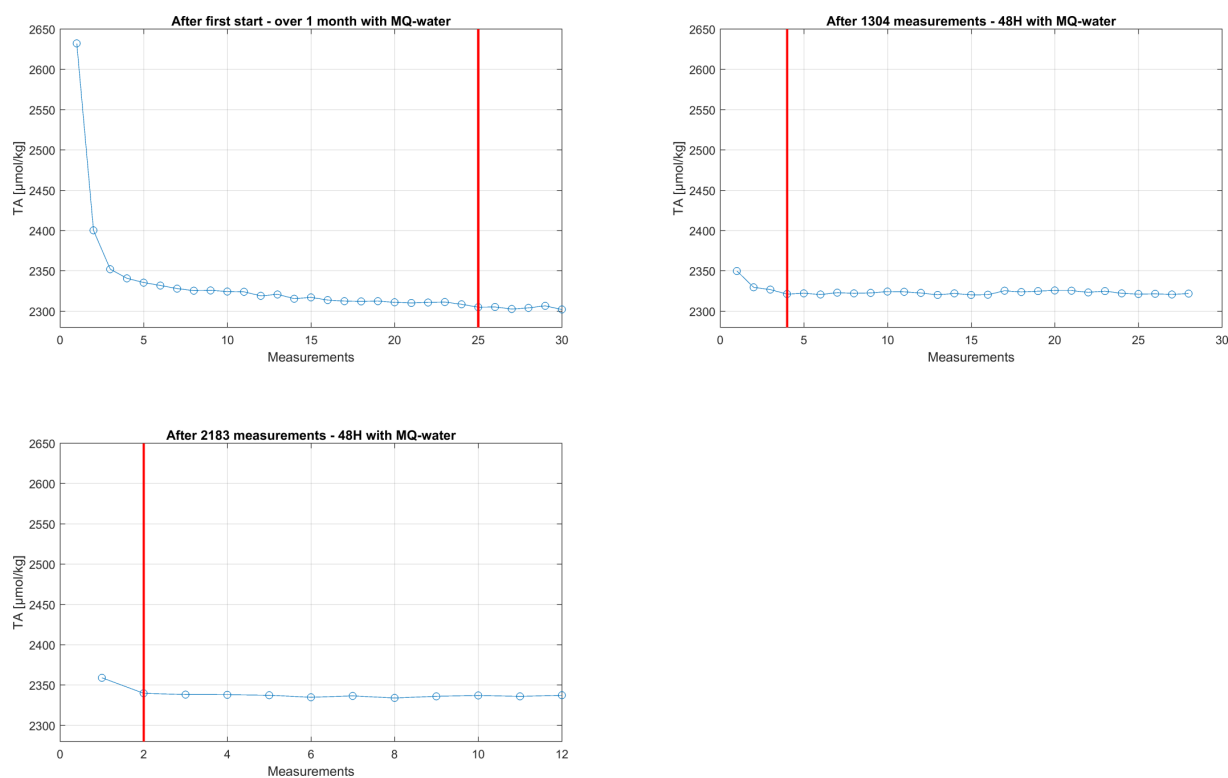 After first start - over 1 month with MQ-water
2650
2600
2550
2500
2450
2400
2350
2300
TA [µmol/kg]
0 5 10 15 20 25 30
Measurements
After 1304 measurements - 48H with MQ-water
2650
2600
2550
2500
2450
2400
2350
2300
TA [µmol/kg]
0 5 10 15 20 25 30
Measurements
After 2183 measurements - 48H with MQ-water
2650
2600
2550
2500
2450
2400
2350
2300
TA [µmol/kg]
0 2 4 6 8 10 12
Measurements